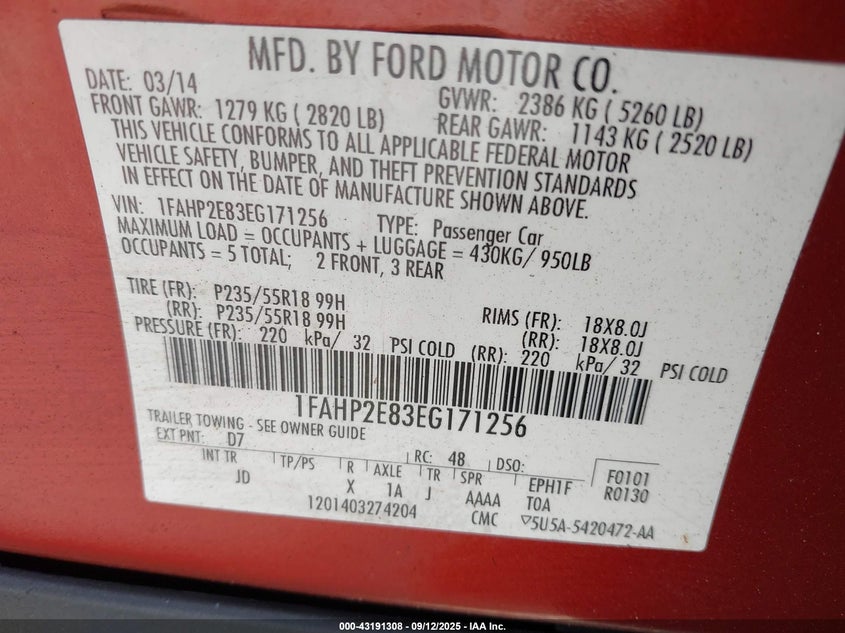 MFD. BY FORD MOTOR CO.
DATE: 03/14 GVWR: 2386 KG ( 5260 LB)
FRONT GAWR: 1279 KG ( 2820 LB) REAR GAWR: 1143 KG ( 2520 LB)
THIS VEHICLE CONFORMS TO ALL APPLICABLE FEDERAL MOTOR
VEHICLE SAFETY, BUMPER, AND THEFT PREVENTION STANDARDS
IN EFFECT ON THE DATE OF MANUFACTURE SHOWN ABOVE.
VIN: 1FAHP2E83EG171256 TYPE: Passenger Car
MAXIMUM LOAD = OCCUPANTS + LUGGAGE = 430KG/ 950LB
OCCUPANTS = 5 TOTAL; 2 FRONT, 3 REAR
TIRE (FR): P235/55R18 99H RIMS (FR): 18X8.0J
(RR): P235/55R18 99H (RR): 18X8.0J
PRESSURE (FR): 220 kPa/ 32 PSI COLD (RR): 220 kPa/ 32 PSI COLD
1FAHP2E83EG171256
TRAILER TOWING - SEE OWNER GUIDE
EXT PNT: D7 RC: 48 DSO: F0101
INT TR TP/PS R AXLE TR SPR EPH1F R0130
JD X 1A J AAAA TOA
1201403274204 CMC ▽5U5A-5420472-AA
000-43191308 - 09/12/2025 - IAA Inc.